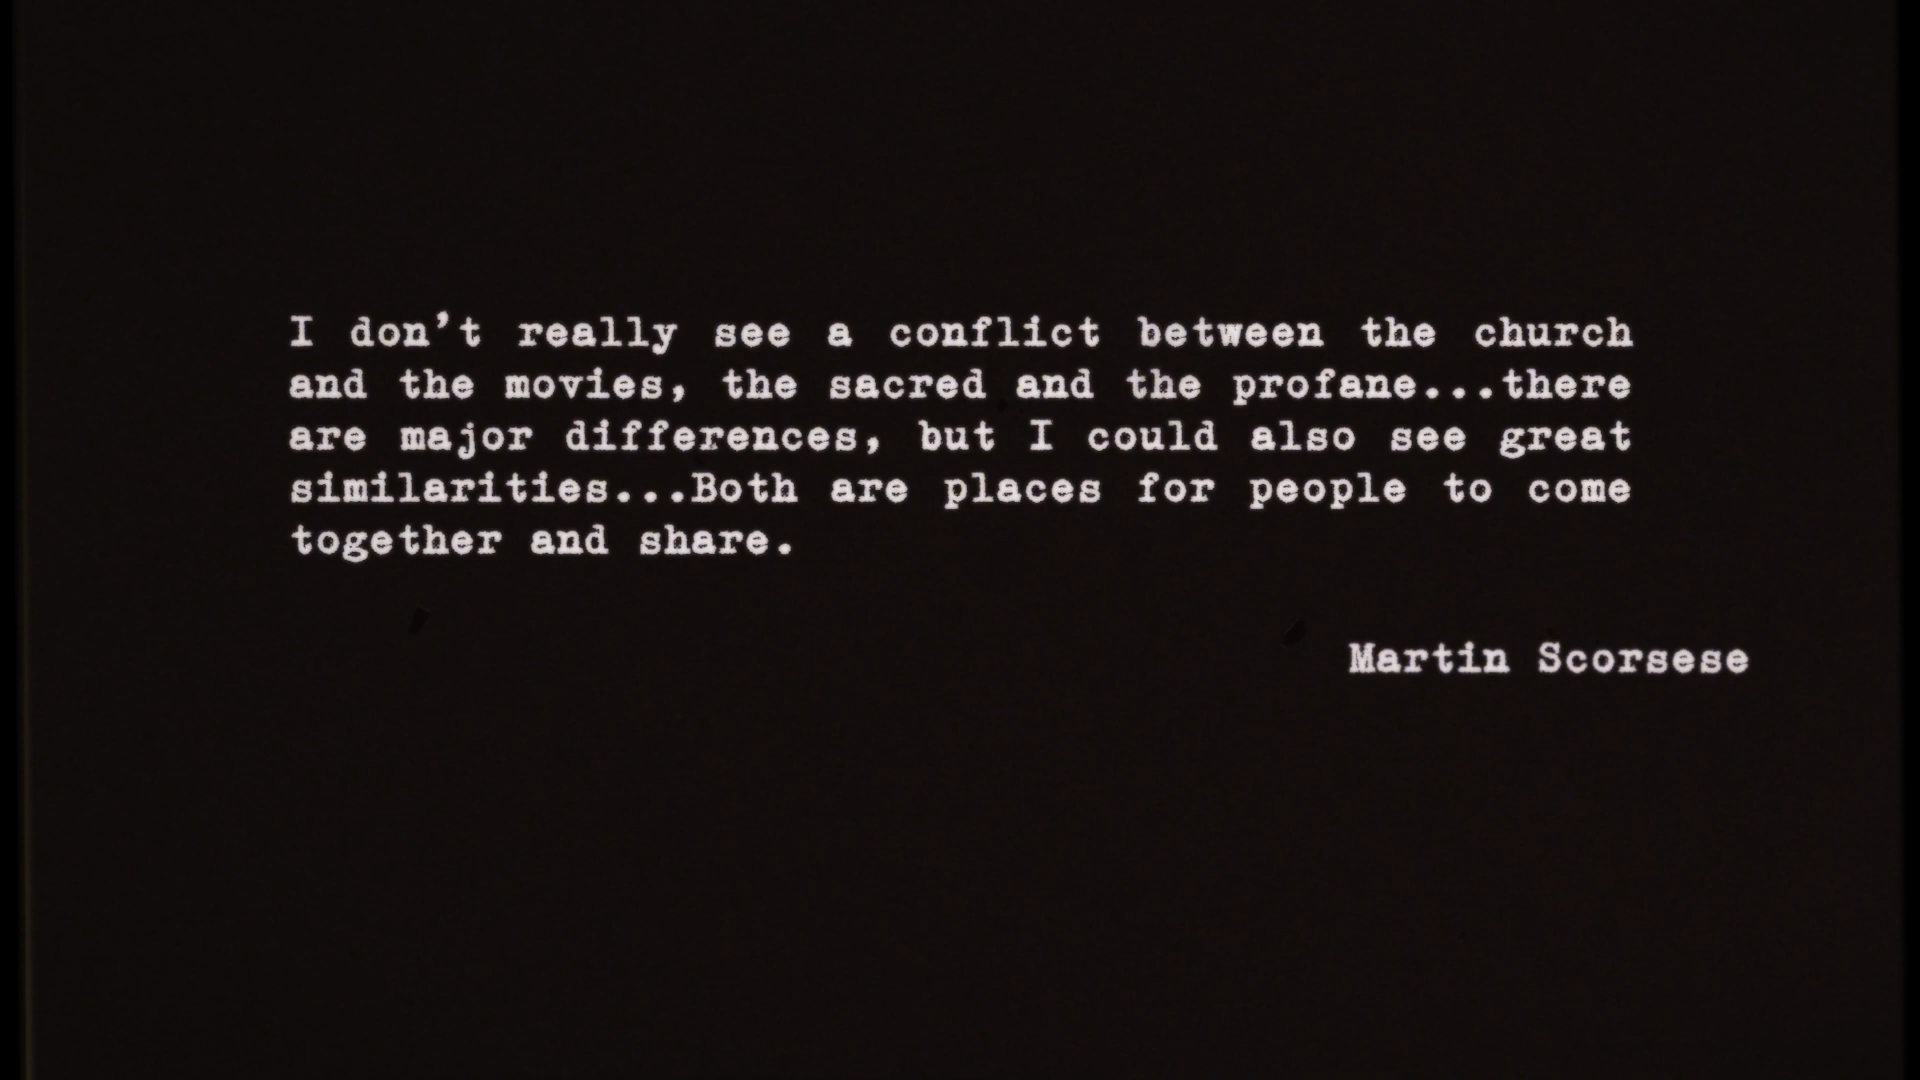 I don’t really see a conflict between the church
and the movies, the sacred and the profane...there
are major differences, but I could also see great
similarities...Both are places for people to come
together and share.
Martin Scorsese